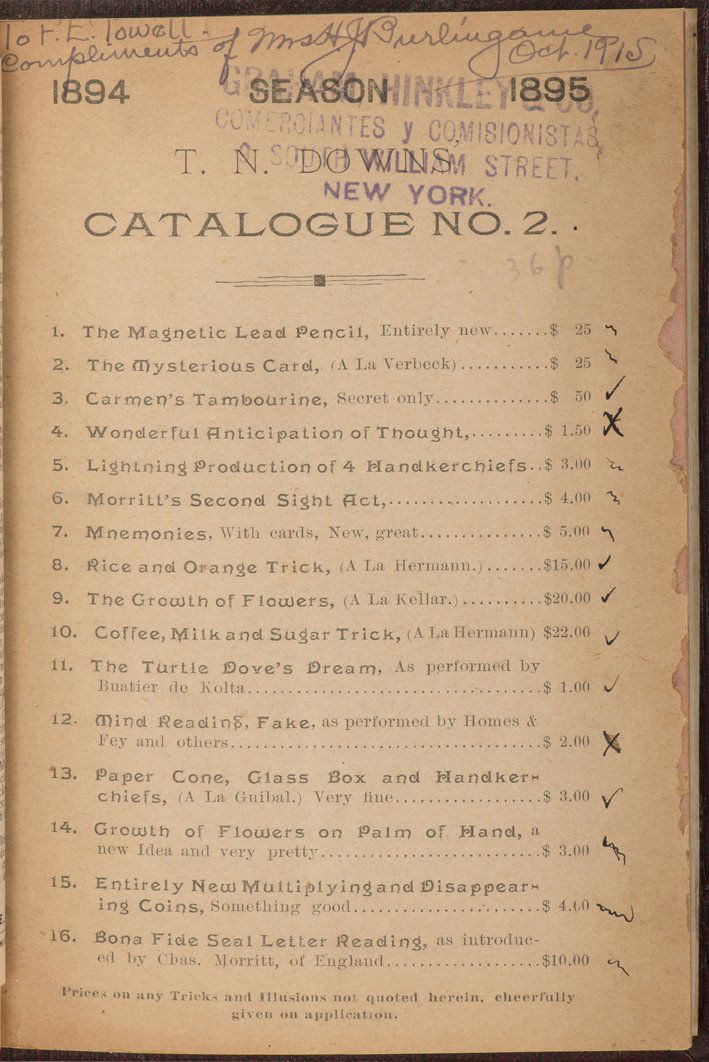 To F. E. Powell.
Compliments of Mrs H J Burlingame
Oct. 1915
1894 SEASON 1895
GRAHAM, HINKLEY & CO,
COMERCIANTES y COMISIONISTAS,
T. N. DOWNS,
SOUTH WILLIAM STREET,
NEW YORK.
CATALOGUE NO. 2. .
36 p
1. The Magnetic Lead Pencil, Entirely new.......$ 25
2. The Mysterious Card, (A La Verbeck)...........$ 25
3. Carmen's Tambourine, Secret only..............$ 50
4. Wonderful Anticipation of Thought,.........$ 1.50
5. Lightning Production of 4 Handkerchiefs..$ 3.00
6. Morritt's Second Sight Act,....................$ 4.00
7. Mnemonies, With cards, New, great................$ 5.00
8. Rice and Orange Trick, (A La Hermann.).......$15.00
9. The Growth of Flowers, (A La Kellar.)..........$20.00
10. Coffee, Milk and Sugar Trick, (A La Hermann) $22.00
11. The Turtle Dove's Dream, As performed by
Buatier de Kolta......................................$ 1.00
12. Mind Reading, Fake, as performed by Homes &
Fey and others........................................$ 2.00
13. Paper Cone, Glass Box and Handker-
chiefs, (A La Guibal.) Very fine...................$ 3.00
14. Growth of Flowers on Palm of Hand, a
new Idea and very pretty............................$ 3.00
15. Entirely New Multiplying and Disappear-
ing Coins, Something good........................$ 4.00
16. Bona Fide Seal Letter Reading, as introduc-
ed by Chas. Morritt, of England....................$10.00
Prices on any Tricks and Illusions not quoted herein, cheerfully
given on application.